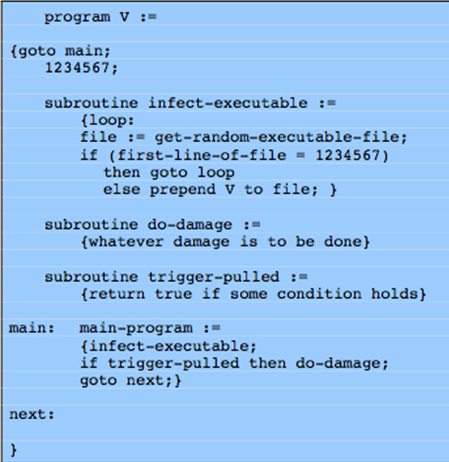 program V :=
{goto main;
1234567;
subroutine infect-executable :=
{loop:
file := get-random-executable-file;
if (first-line-of-file = 1234567)
then goto loop
else prepend V to file; }
subroutine do-damage :=
{whatever damage is to be done}
subroutine trigger-pulled :=
{return true if some condition holds}
main: main-program :=
{infect-executable;
if trigger-pulled then do-damage;
goto next;}
next:
}